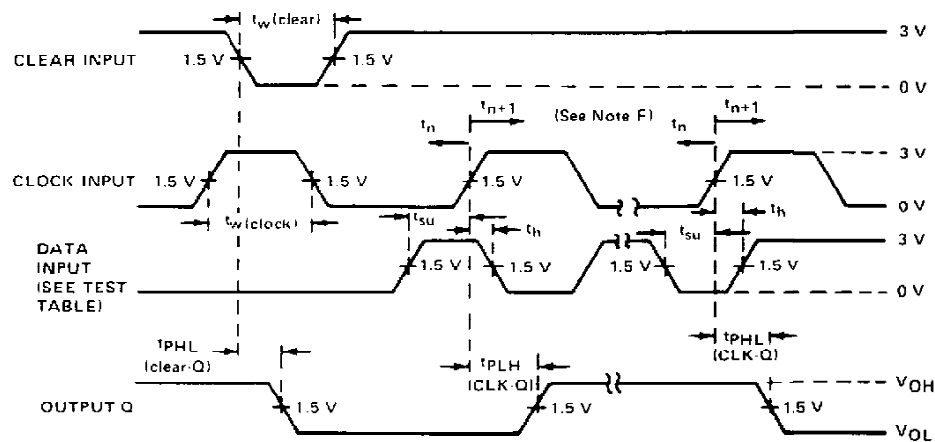 tw(clear)
3 V
CLEAR INPUT
1.5 V
1.5 V
0 V
tn+1
(See Note F)
tn+1
tn
tn
3 V
CLOCK INPUT
1.5 V
1.5 V
1.5 V
1.5 V
0 V
tw(clock)
tsu
th
tsu
th
3 V
DATA
INPUT
(SEE TEST
TABLE)
1.5 V
1.5 V
1.5 V
1.5 V
0 V
tPHL
(clear-Q)
tPLH
(CLK-Q)
tPHL
(CLK-Q)
VOH
OUTPUT Q
1.5 V
1.5 V
1.5 V
VOL